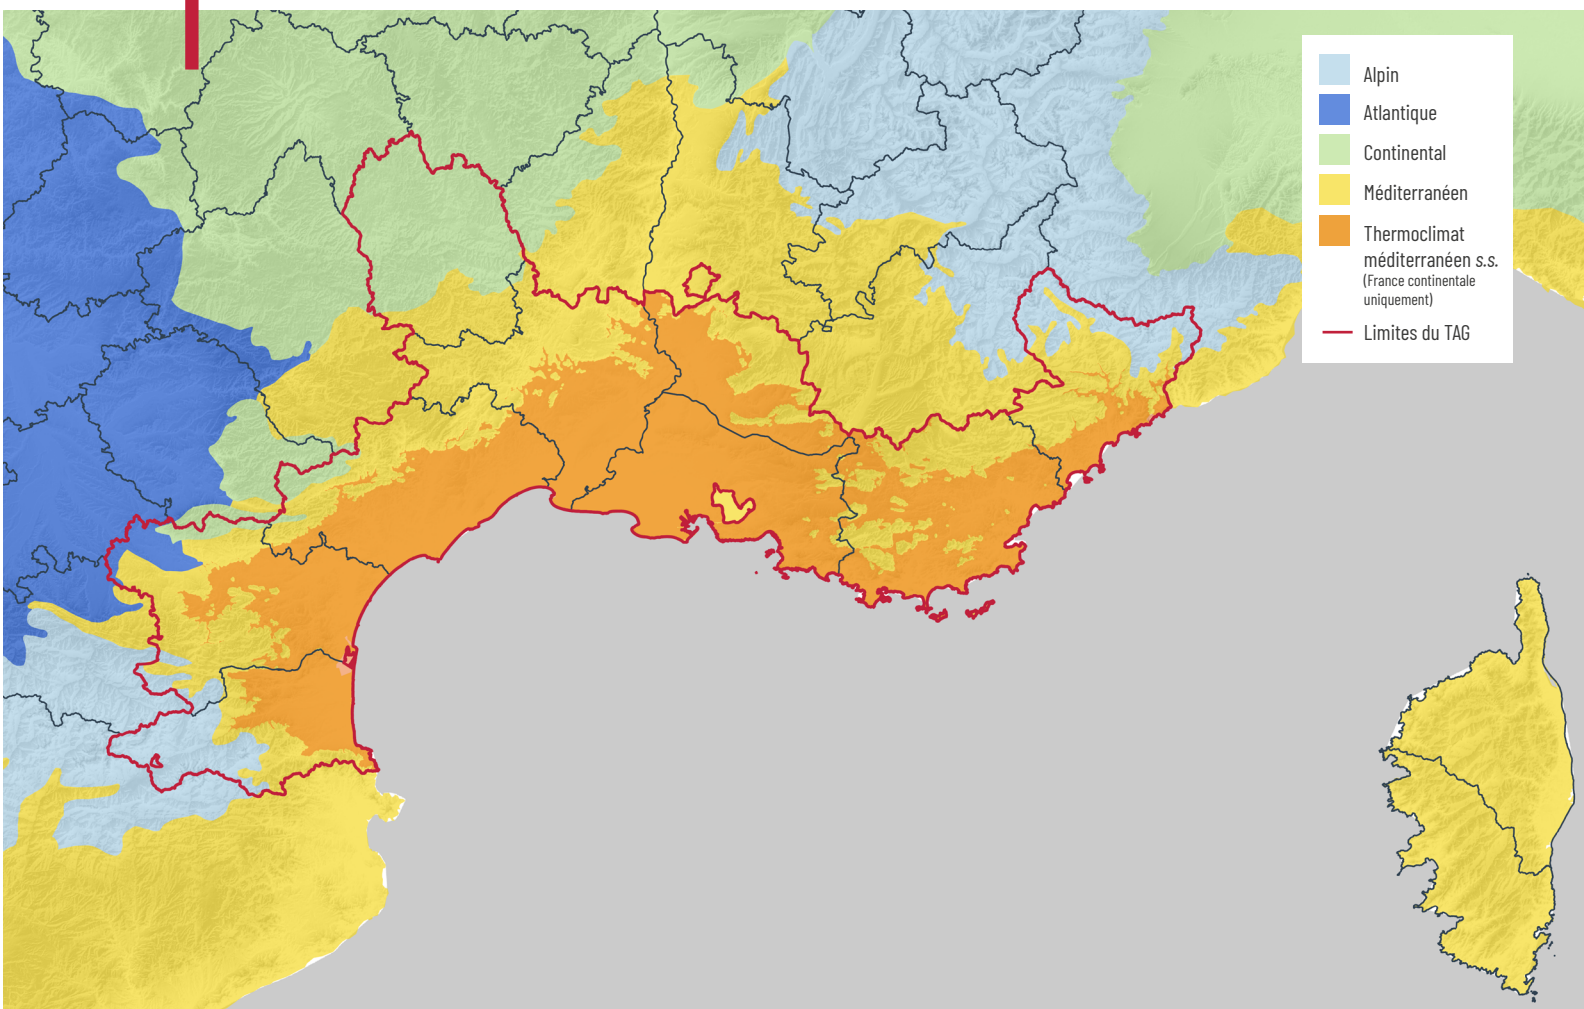 Alpin
Atlantique
Continental
Méditerranéen
Thermoclimat
méditerranéen s.s.
(France continentale
uniquement)
Limites du TAG